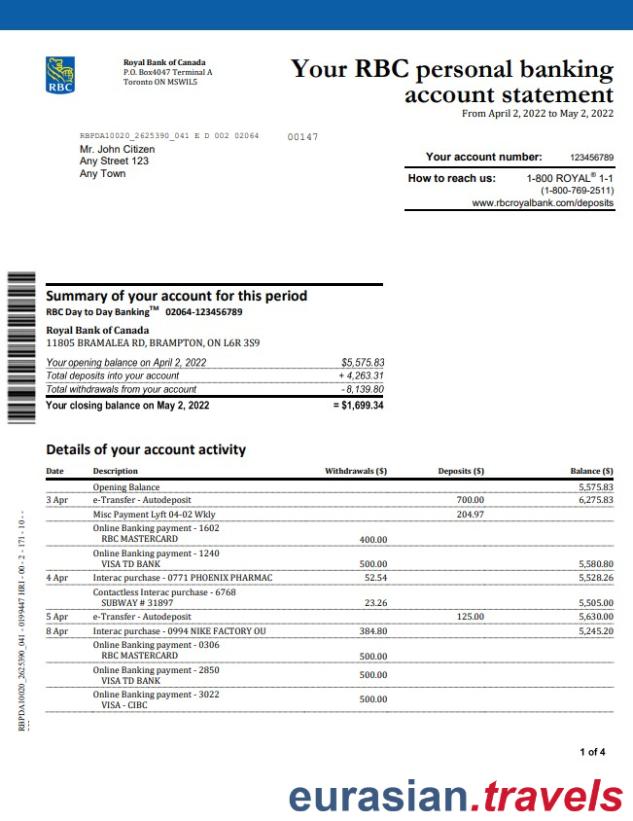 RBC
Royal Bank of Canada
P.O. Box4047 Terminal A
Toronto ON MSWIL5
Your RBC personal banking
account statement
From April 2, 2022 to May 2, 2022
RBPDA10020_2625390_041 E D 002 02064 00147
Mr. John Citizen
Any Street 123
Any Town
Your account number: 123456789
How to reach us: 1-800 ROYAL® 1-1
(1-800-769-2511)
www.rbcroyalbank.com/deposits
Summary of your account for this period
RBC Day to Day Banking™ 02064-123456789
Royal Bank of Canada
11805 BRAMALEA RD, BRAMPTON, ON L6R 3S9
Your opening balance on April 2, 2022 $5,575.83
Total deposits into your account + 4,263.31
Total withdrawals from your account - 8,139.80
Your closing balance on May 2, 2022 = $1,699.34
Details of your account activity
Date Description Withdrawals ($) Deposits ($) Balance ($)
Opening Balance 5,575.83
3 Apr e-Transfer - Autodeposit 700.00 6,275.83
Misc Payment Lyft 04-02 Wkly 204.97
Online Banking payment - 1602
RBC MASTERCARD 400.00
Online Banking payment - 1240
VISA TD BANK 500.00 5,580.80
4 Apr Interac purchase - 0771 PHOENIX PHARMAC 52.54 5,528.26
Contactless Interac purchase - 6768
SUBWAY # 31897 23.26 5,505.00
5 Apr e-Transfer - Autodeposit 125.00 5,630.00
8 Apr Interac purchase - 0994 NIKE FACTORY OU 384.80 5,245.20
Online Banking payment - 0306
RBC MASTERCARD 500.00
Online Banking payment - 2850
VISA TD BANK 500.00
Online Banking payment - 3022
VISA - CIBC 500.00
RBPDA10020_2625390_041 - 0199447 HRI - 00 - 2 - 171 - 10 - -
1 of 4
eurasian.travels